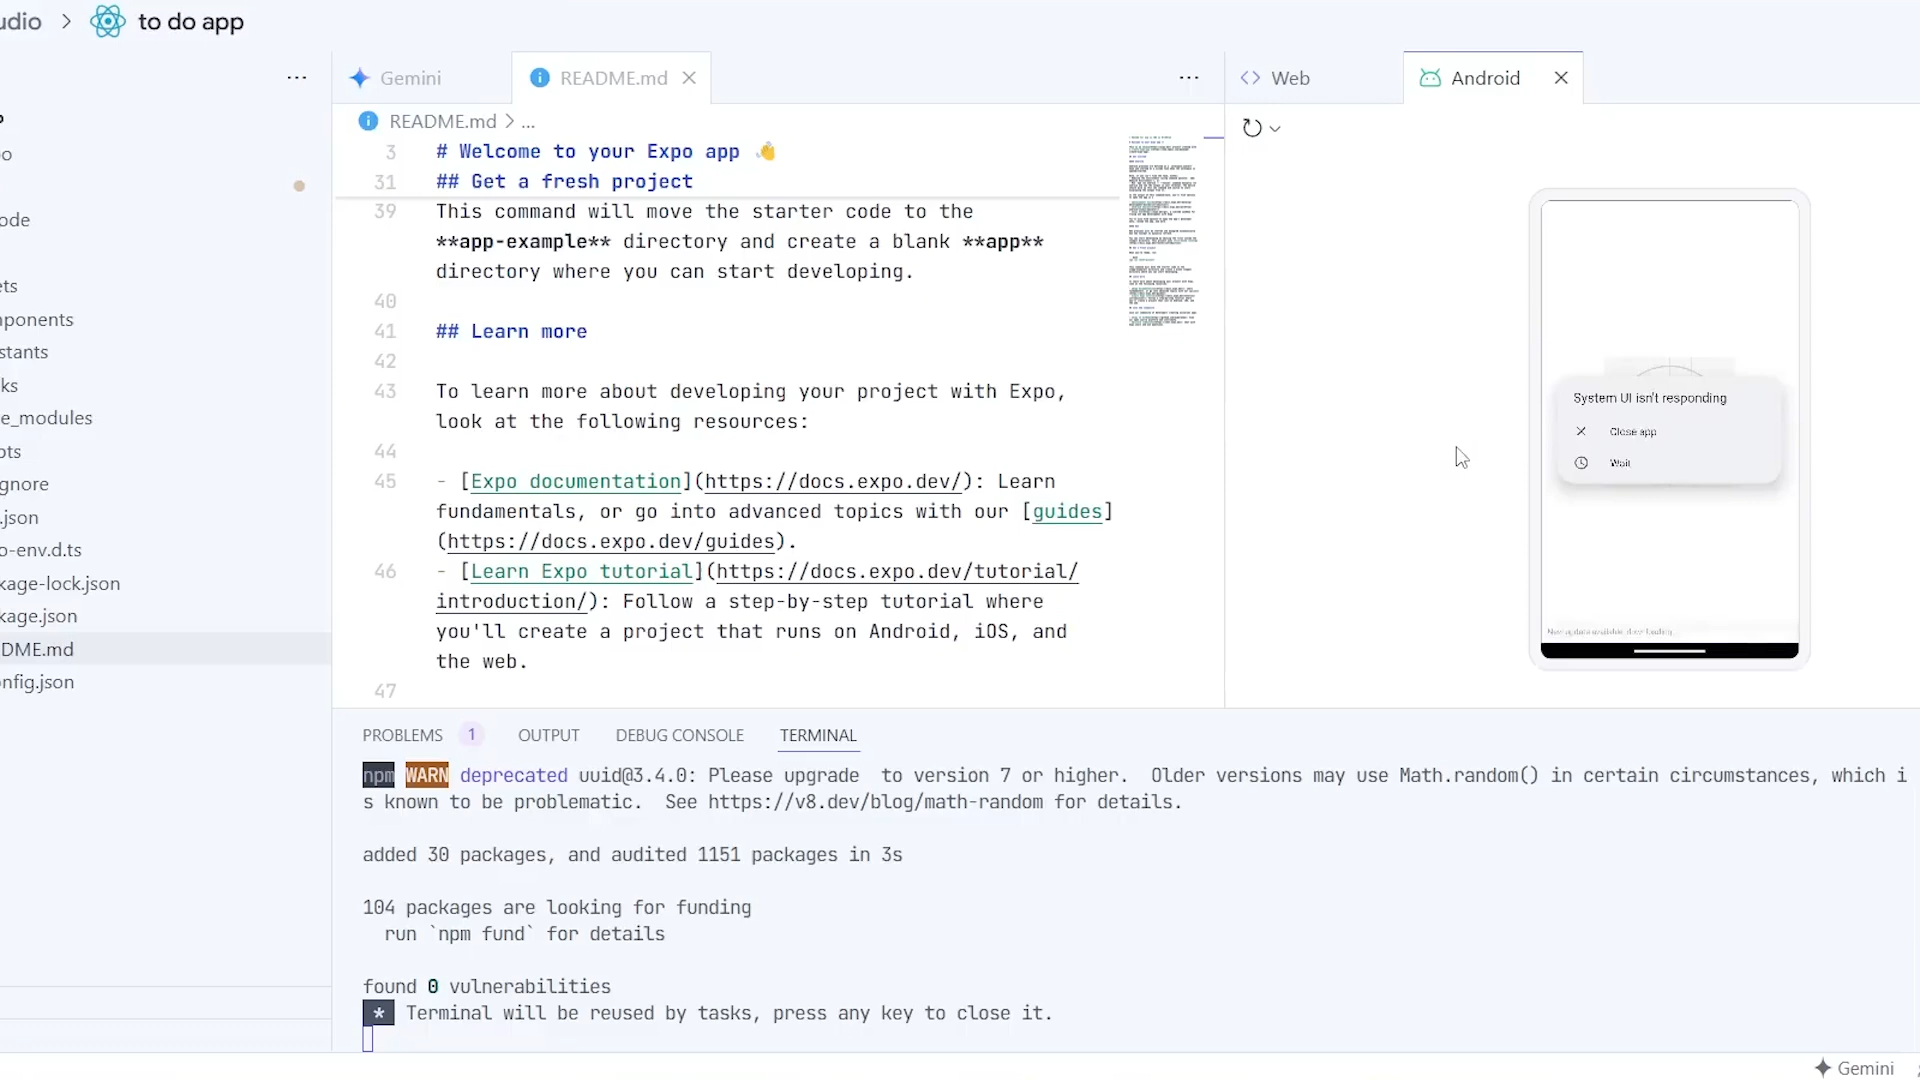 udio > to do app
Gemini
README.md
Web
Android
README.md > ...
3 # Welcome to your Expo app 👋
31 ## Get a fresh project
39 This command will move the starter code to the
**app-example** directory and create a blank **app**
directory where you can start developing.
40
41 ## Learn more
42
43 To learn more about developing your project with Expo,
look at the following resources:
44
45 - [Expo documentation](https://docs.expo.dev/): Learn
fundamentals, or go into advanced topics with our [guides]
(https://docs.expo.dev/guides).
46 - [Learn Expo tutorial](https://docs.expo.dev/tutorial/
introduction/): Follow a step-by-step tutorial where
you'll create a project that runs on Android, iOS, and
the web.
47
o
ode
ets
ponents
stants
ks
e_modules
pts
gnore
.json
o-env.d.ts
kage-lock.json
kage.json
DME.md
nfig.json
System UI isn't responding
Close app
Wait
PROBLEMS 1
OUTPUT
DEBUG CONSOLE
TERMINAL
npm WARN deprecated uuid@3.4.0: Please upgrade  to version 7 or higher.  Older versions may use Math.random() in certain circumstances, which i
s known to be problematic.  See https://v8.dev/blog/math-random for details.
added 30 packages, and audited 1151 packages in 3s
104 packages are looking for funding
run `npm fund` for details
found 0 vulnerabilities
* Terminal will be reused by tasks, press any key to close it.
Gemini